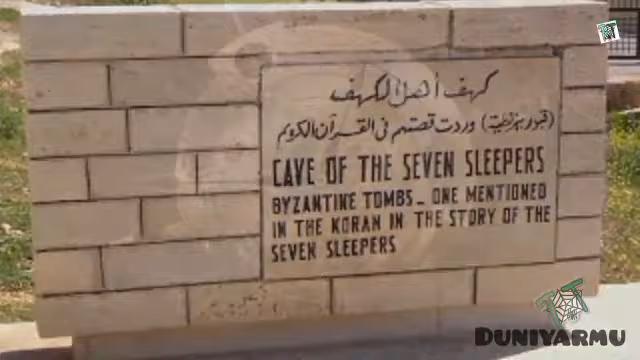 كهف أهل الكهف
(قبور بيزنطية) وردت قصتهم في القرآن الكريم
CAVE OF THE SEVEN SLEEPERS
BYZANTINE TOMBS_ ONE MENTIONED
IN THE KORAN IN THE STORY OF THE
SEVEN SLEEPERS
DUNIYARMU